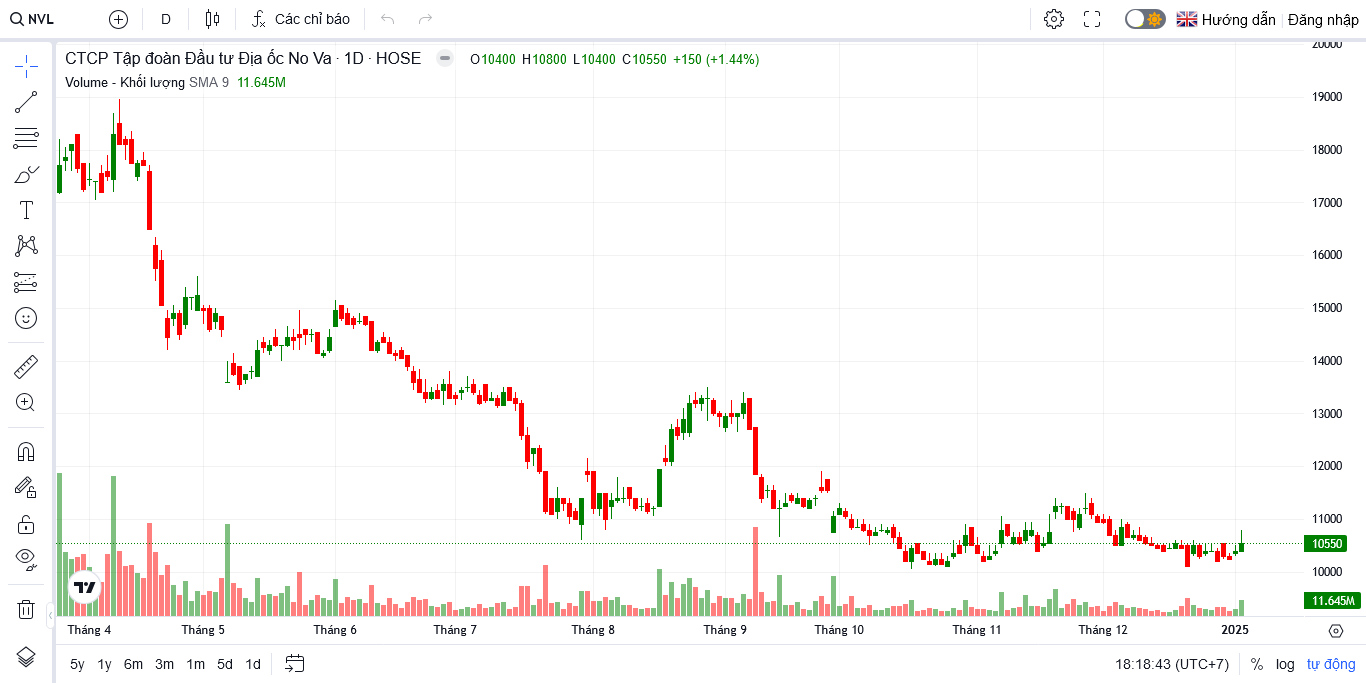 NVL D Các chỉ báo Hướng dẫn Đăng nhập
CTCP Tập đoàn Đầu tư Địa ốc No Va · 1D · HOSE O10400 H10800 L10400 C10550 +150 (+1.44%)
Volume - Khối lượng SMA 9 11.645M
20000
19000
18000
17000
16000
15000
14000
13000
12000
11000
10550
10000
11.645M
Tháng 4 Tháng 5 Tháng 6 Tháng 7 Tháng 8 Tháng 9 Tháng 10 Tháng 11 Tháng 12 2025
5y 1y 6m 3m 1m 5d 1d 18:18:43 (UTC+7) % log tự động